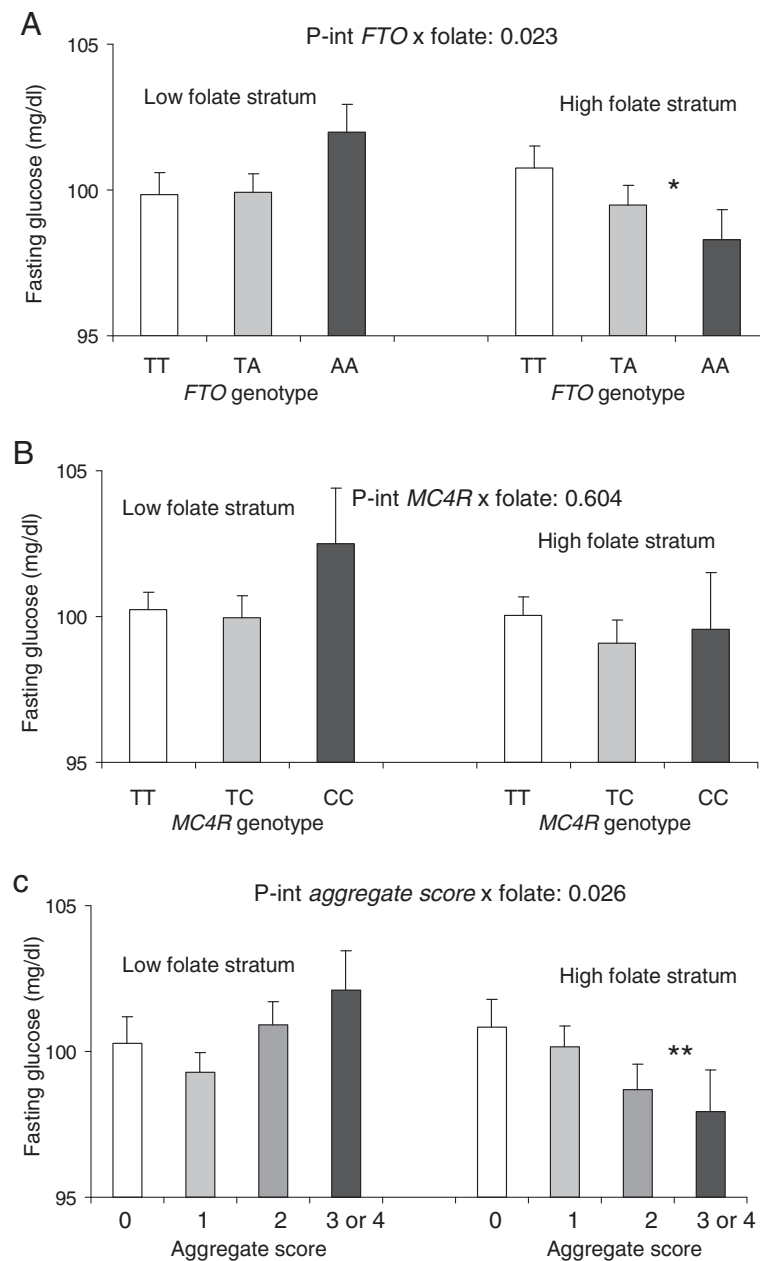 A
P-int FTO x folate: 0.023
105
Low folate stratum
High folate stratum
Fasting glucose (mg/dl)
100
*
95
TT TA AA TT TA AA
FTO genotype FTO genotype
B
105
P-int MC4R x folate: 0.604
Low folate stratum
High folate stratum
Fasting glucose (mg/dl)
100
95
TT TC CC TT TC CC
MC4R genotype MC4R genotype
c
P-int aggregate score x folate: 0.026
105
Low folate stratum
High folate stratum
Fasting glucose (mg/dl)
100
**
95
0 1 2 3 or 4 0 1 2 3 or 4
Aggregate score Aggregate score